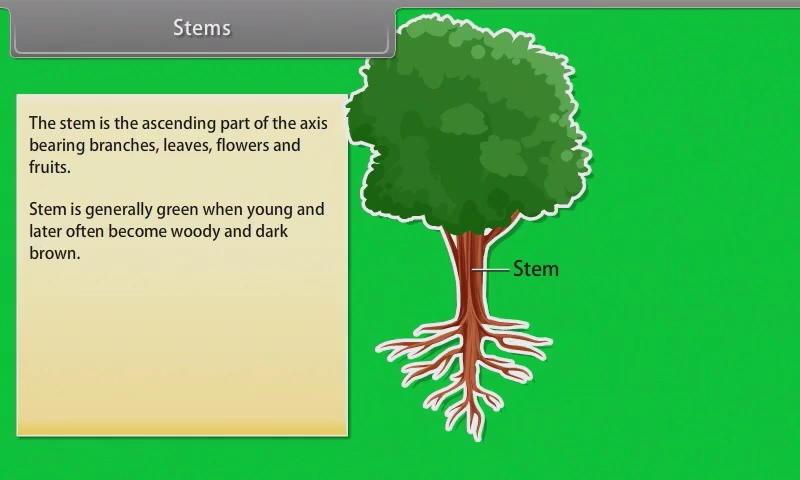 Stems
The stem is the ascending part of the axis
bearing branches, leaves, flowers and
fruits.
Stem is generally green when young and
later often become woody and dark
brown.
Stem